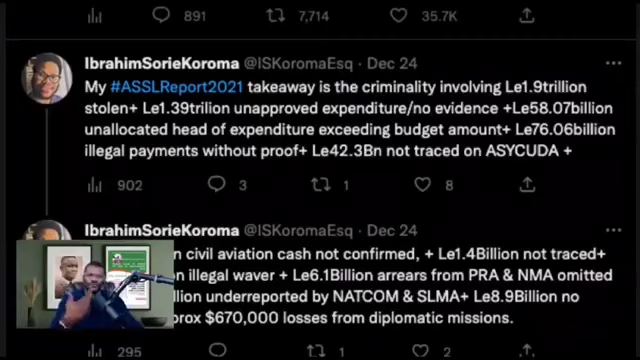 891 7,714 35.7K
IbrahimSorieKoroma @ISKoromaEsq · Dec 24
My #ASSLReport2021 takeaway is the criminality involving Le1.9trillion
stolen+ Le1.39trilion unapproved expenditure/no evidence +Le58.07billion
unallocated head of expenditure exceeding budget amount+ Le76.06billion
illegal payments without proof+ Le42.3Bn not traced on ASYCUDA +
902 3 1 8
IbrahimSorieKoroma @ISKoromaEsq · Dec 24
civil aviation cash not confirmed, + Le1.4Billion not traced+
illegal waver + Le6.1Billion arrears from PRA & NMA omitted
underreported by NATCOM & SLMA+ Le8.9Billion no
$670,000 losses from diplomatic missions.
295 1 2